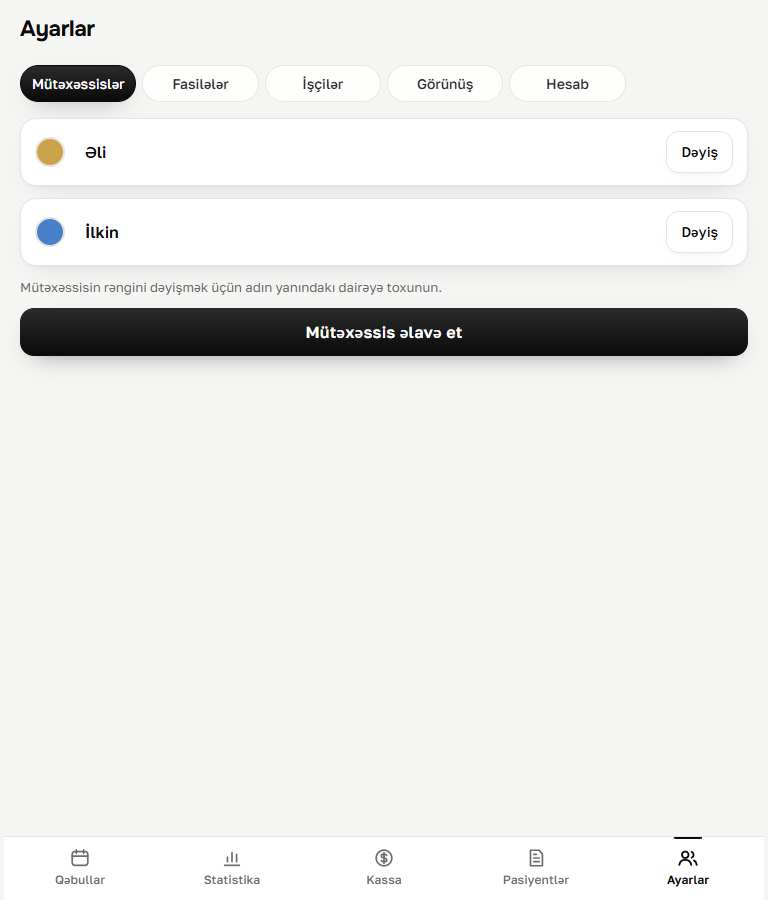 Ayarlar
Mütəxəssislər
Fasilələr
İşçilər
Görünüş
Hesab
Əli
Dəyiş
İlkin
Dəyiş
Mütəxəssisin rəngini dəyişmək üçün adın yanındakı dairəyə toxunun.
Mütəxəssis əlavə et
Qəbullar
Statistika
Kassa
Pasiyentlər
Ayarlar